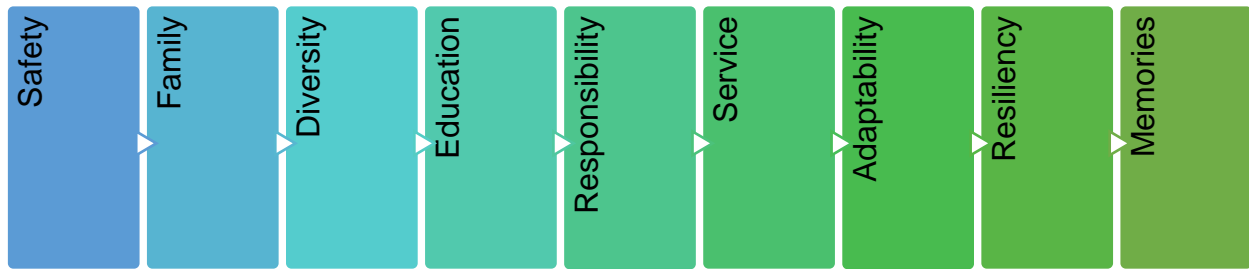 Safety
Family
Diversity
Education
Responsibility
Service
Adaptability
Resiliency
Memories